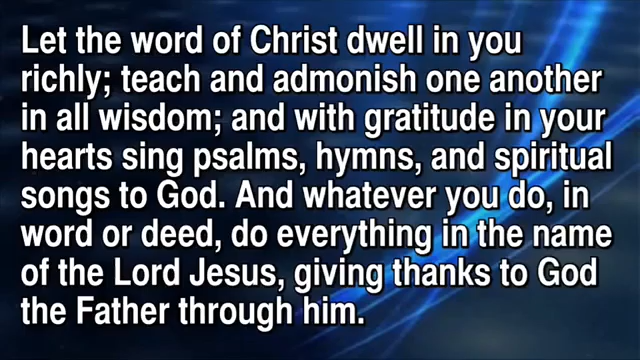 Let the word of Christ dwell in you
richly; teach and admonish one another
in all wisdom; and with gratitude in your
hearts sing psalms, hymns, and spiritual
songs to God. And whatever you do, in
word or deed, do everything in the name
of the Lord Jesus, giving thanks to God
the Father through him.